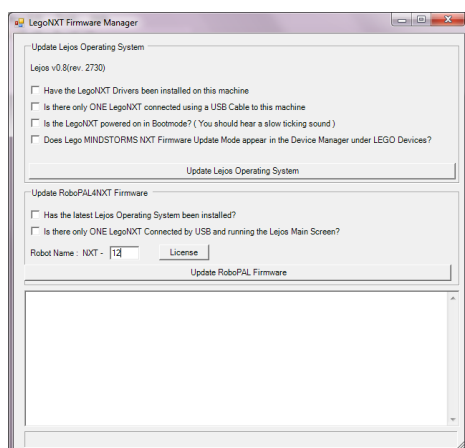 LegoNXT Firmware Manager
Update Lejos Operating System
Lejos v0.8(rev. 2730)
Have the LegoNXT Drivers been installed on this machine
Is there only ONE LegoNXT connected using a USB Cable to this machine
Is the LegoNXT powered on in Bootmode? ( You should hear a slow ticking sound )
Does Lego MINDSTORMS NXT Firmware Update Mode appear in the Device Manager under LEGO Devices?
Update Lejos Operating System
Update RoboPAL4NXT Firmware
Has the latest Lejos Operating System been installed?
Is there only ONE LegoNXT Connected by USB and running the Lejos Main Screen?
Robot Name : NXT - 12 License
Update RoboPAL Firmware